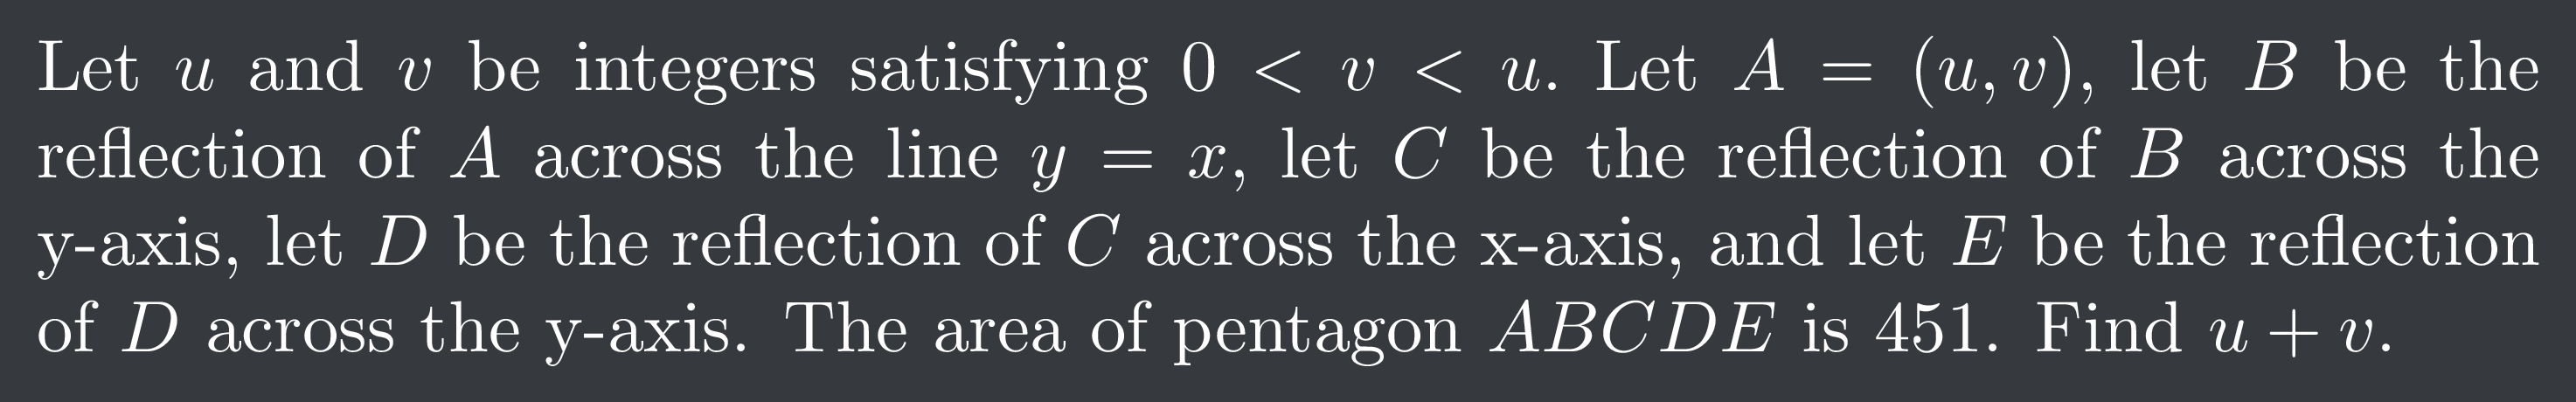 Let u and v be integers satisfying 0 < v < u. Let A = (u, v), let B be the
reflection of A across the line y = x, let C be the reflection of B across the
y-axis, let D be the reflection of C across the x-axis, and let E be the reflection
of D across the y-axis. The area of pentagon ABCDE is 451. Find u + v.